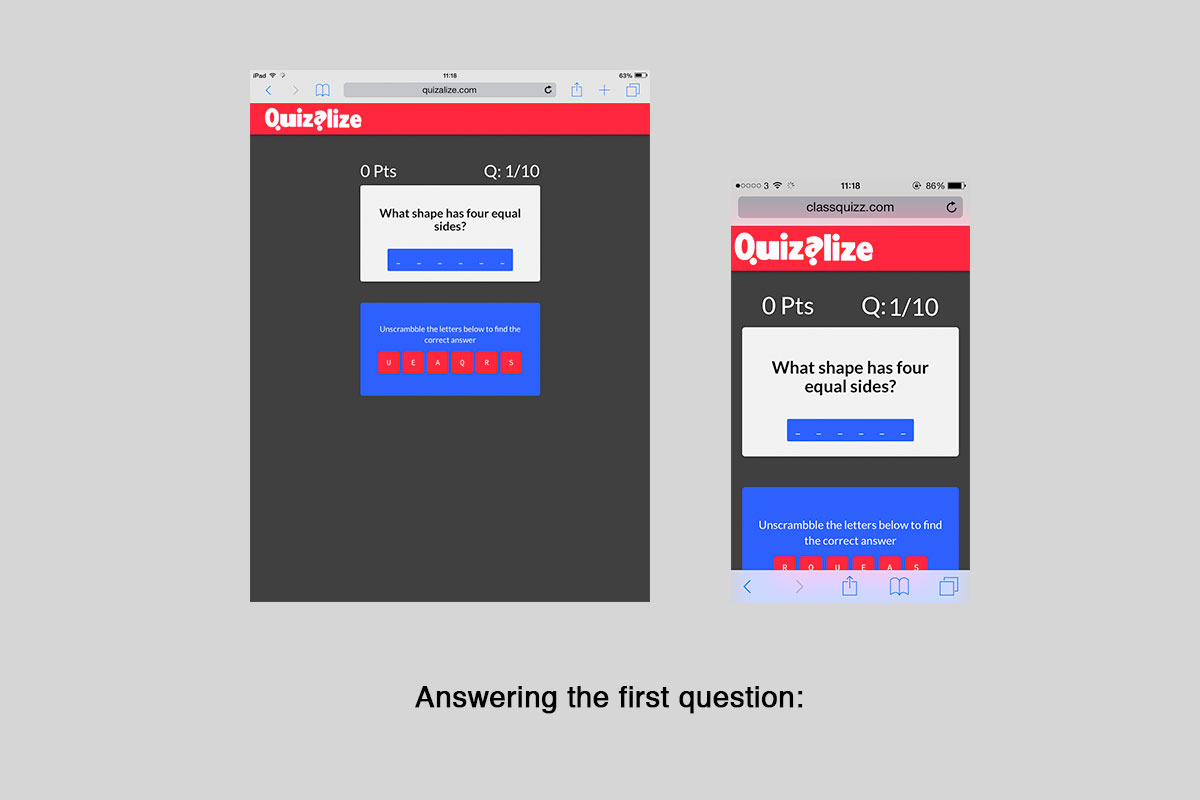 iPad 11:18 63%
quizalize.com
Quizalize
0 Pts Q: 1/10
What shape has four equal
sides?
_ _ _ _ _ _
Unscrambble the letters below to find the
correct answer
U E A Q R S
3 11:18 86%
classquizz.com
Quizalize
0 Pts Q: 1/10
What shape has four
equal sides?
_ _ _ _ _ _
Unscrambble the letters below to find
the correct answer
R Q U E A S
Answering the first question: